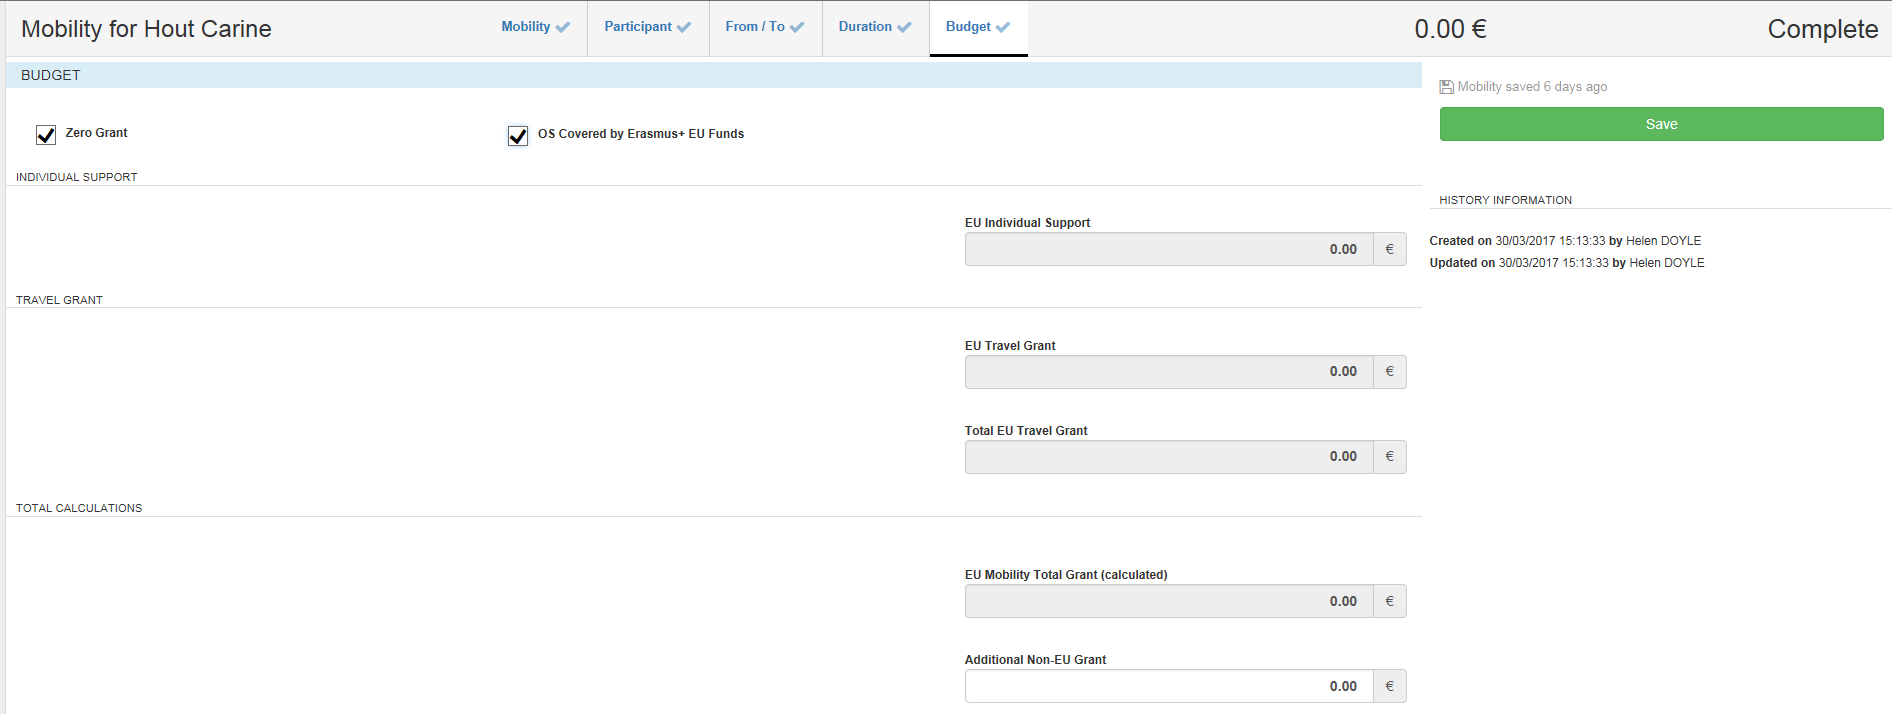 Mobility for Hout Carine
Mobility
Participant
From / To
Duration
Budget
0.00 €
Complete
BUDGET
Mobility saved 6 days ago
Save
Zero Grant
OS Covered by Erasmus+ EU Funds
INDIVIDUAL SUPPORT
EU Individual Support
0.00 €
TRAVEL GRANT
EU Travel Grant
0.00 €
Total EU Travel Grant
0.00 €
TOTAL CALCULATIONS
EU Mobility Total Grant (calculated)
0.00 €
Additional Non-EU Grant
0.00 €
HISTORY INFORMATION
Created on 30/03/2017 15:13:33 by Helen DOYLE
Updated on 30/03/2017 15:13:33 by Helen DOYLE